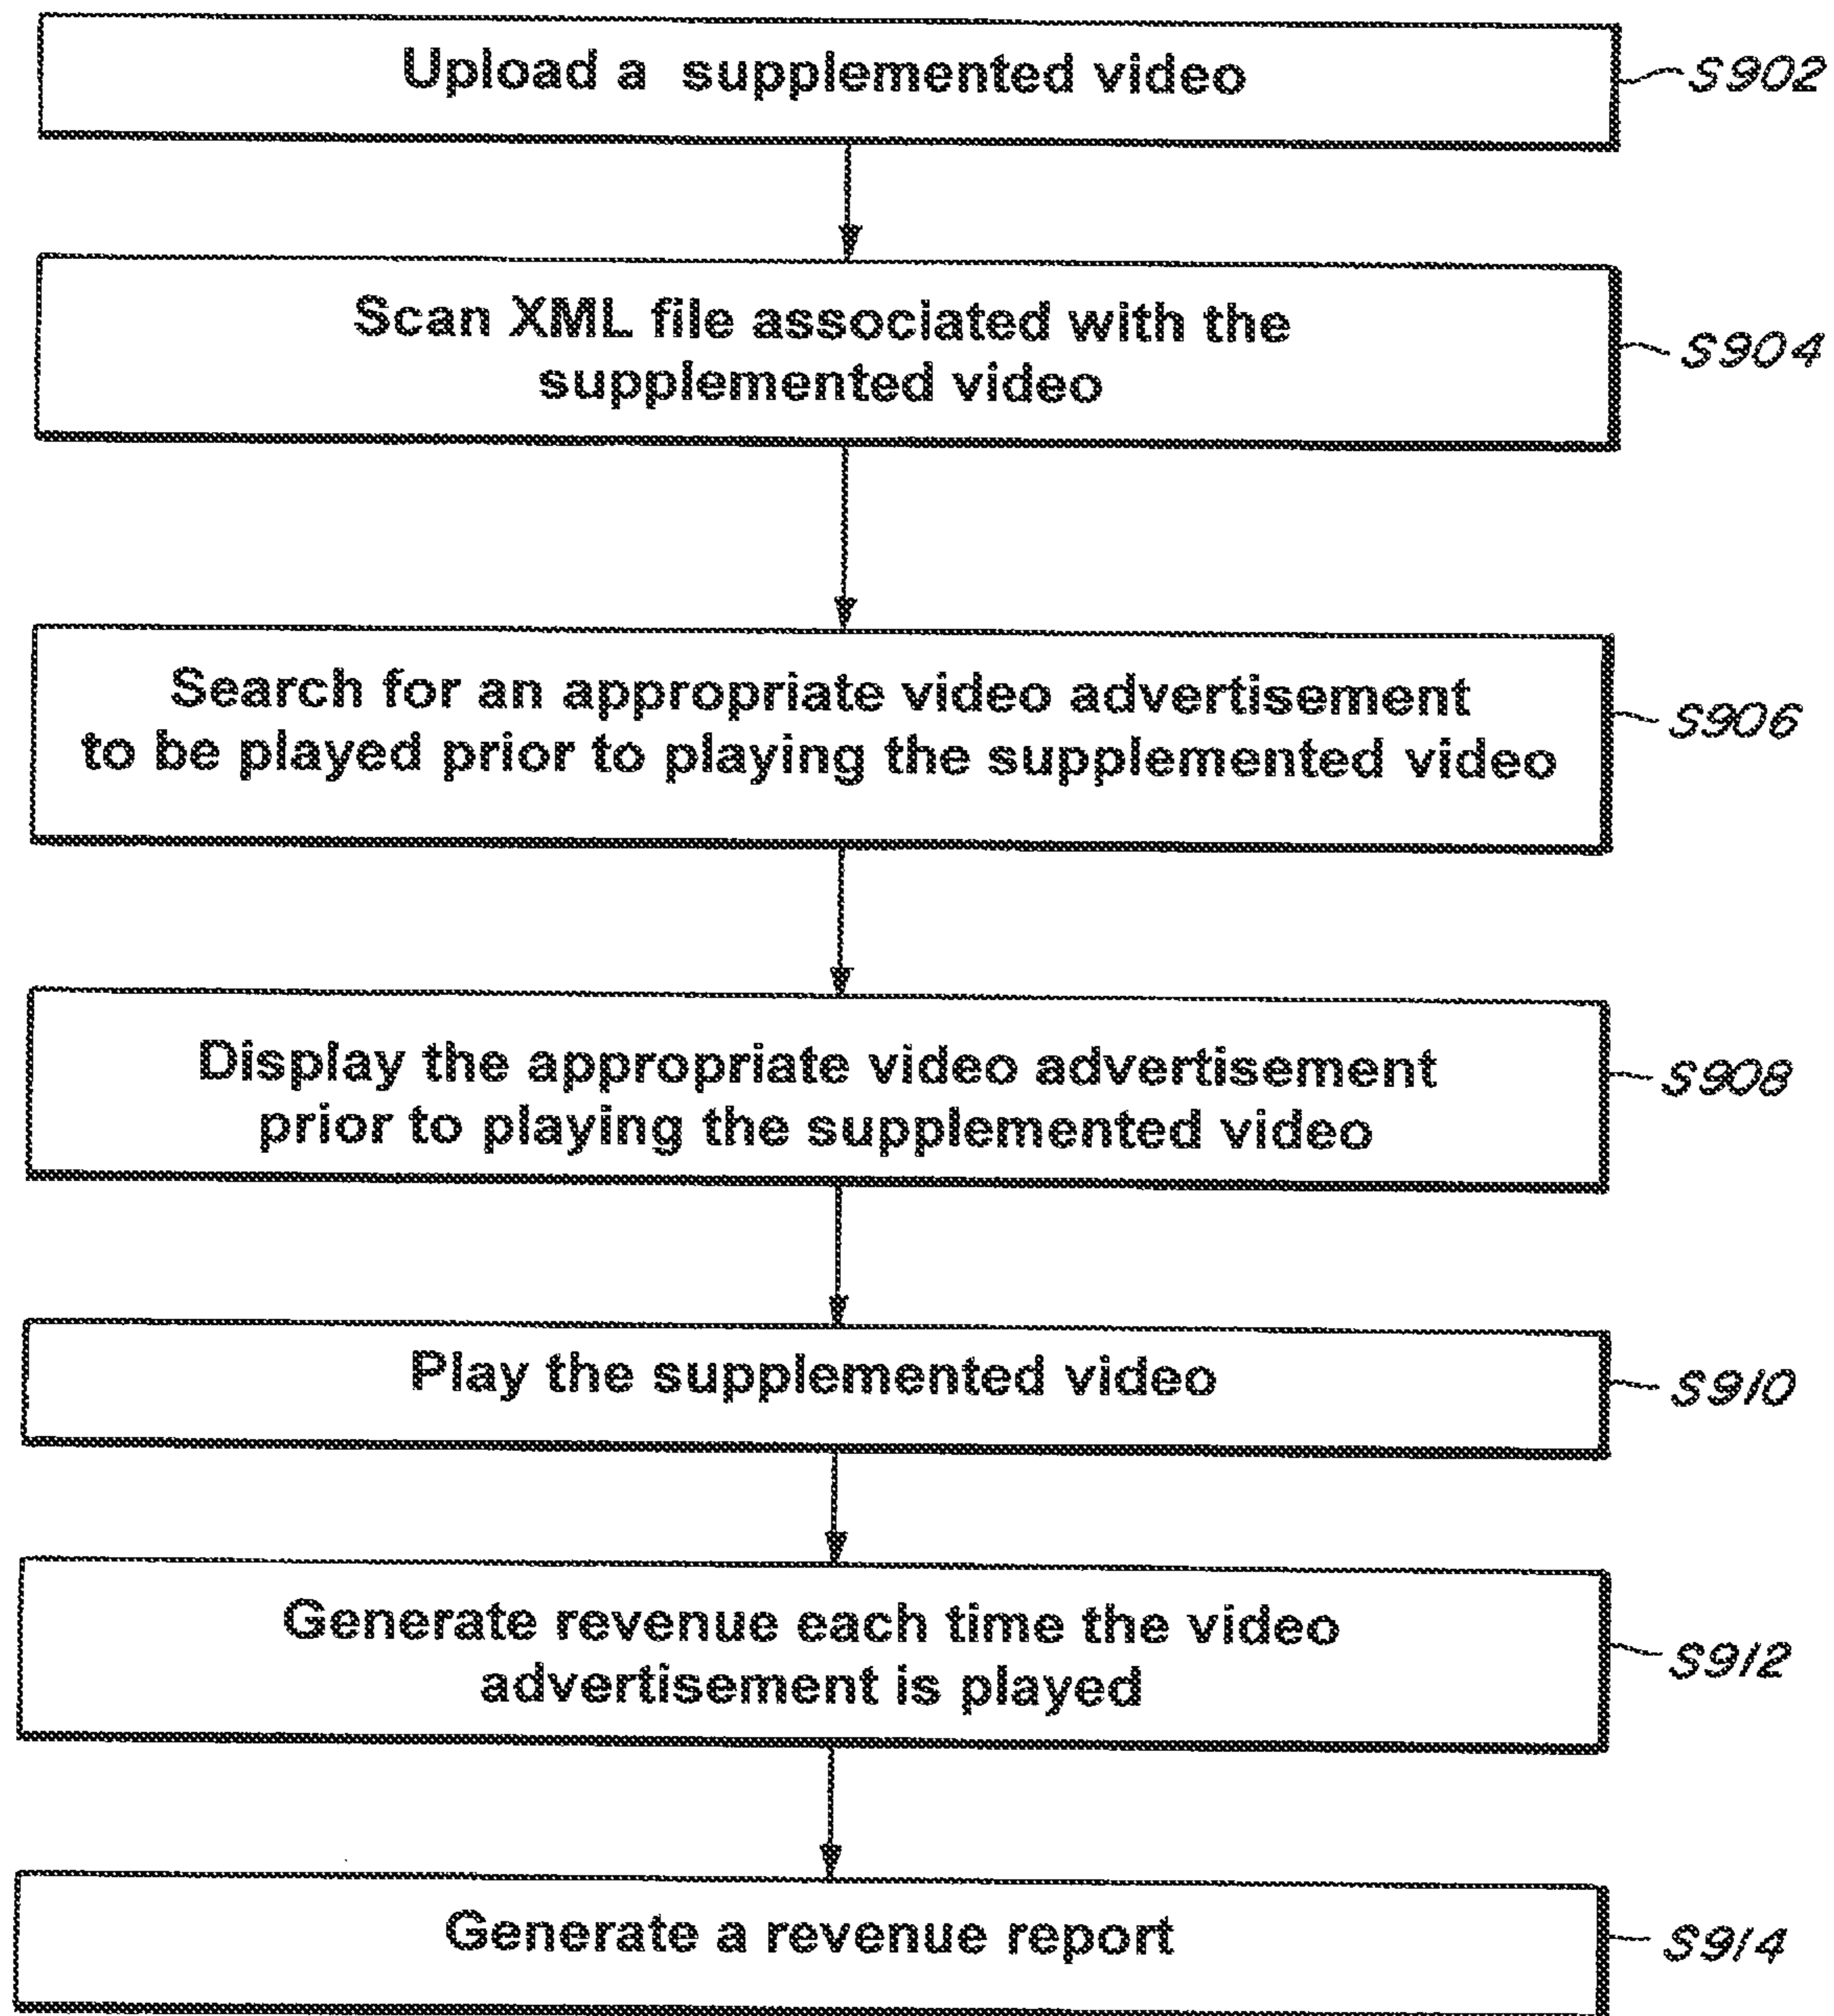 Upload a supplemented video
S902
Scan XML file associated with the
supplemented video
S904
Search for an appropriate video advertisement
to be played prior to playing the supplemented video
S906
Display the appropriate video advertisement
prior to playing the supplemented video
S908
Play the supplemented video
S910
Generate revenue each time the video
advertisement is played
S912
Generate a revenue report
S914